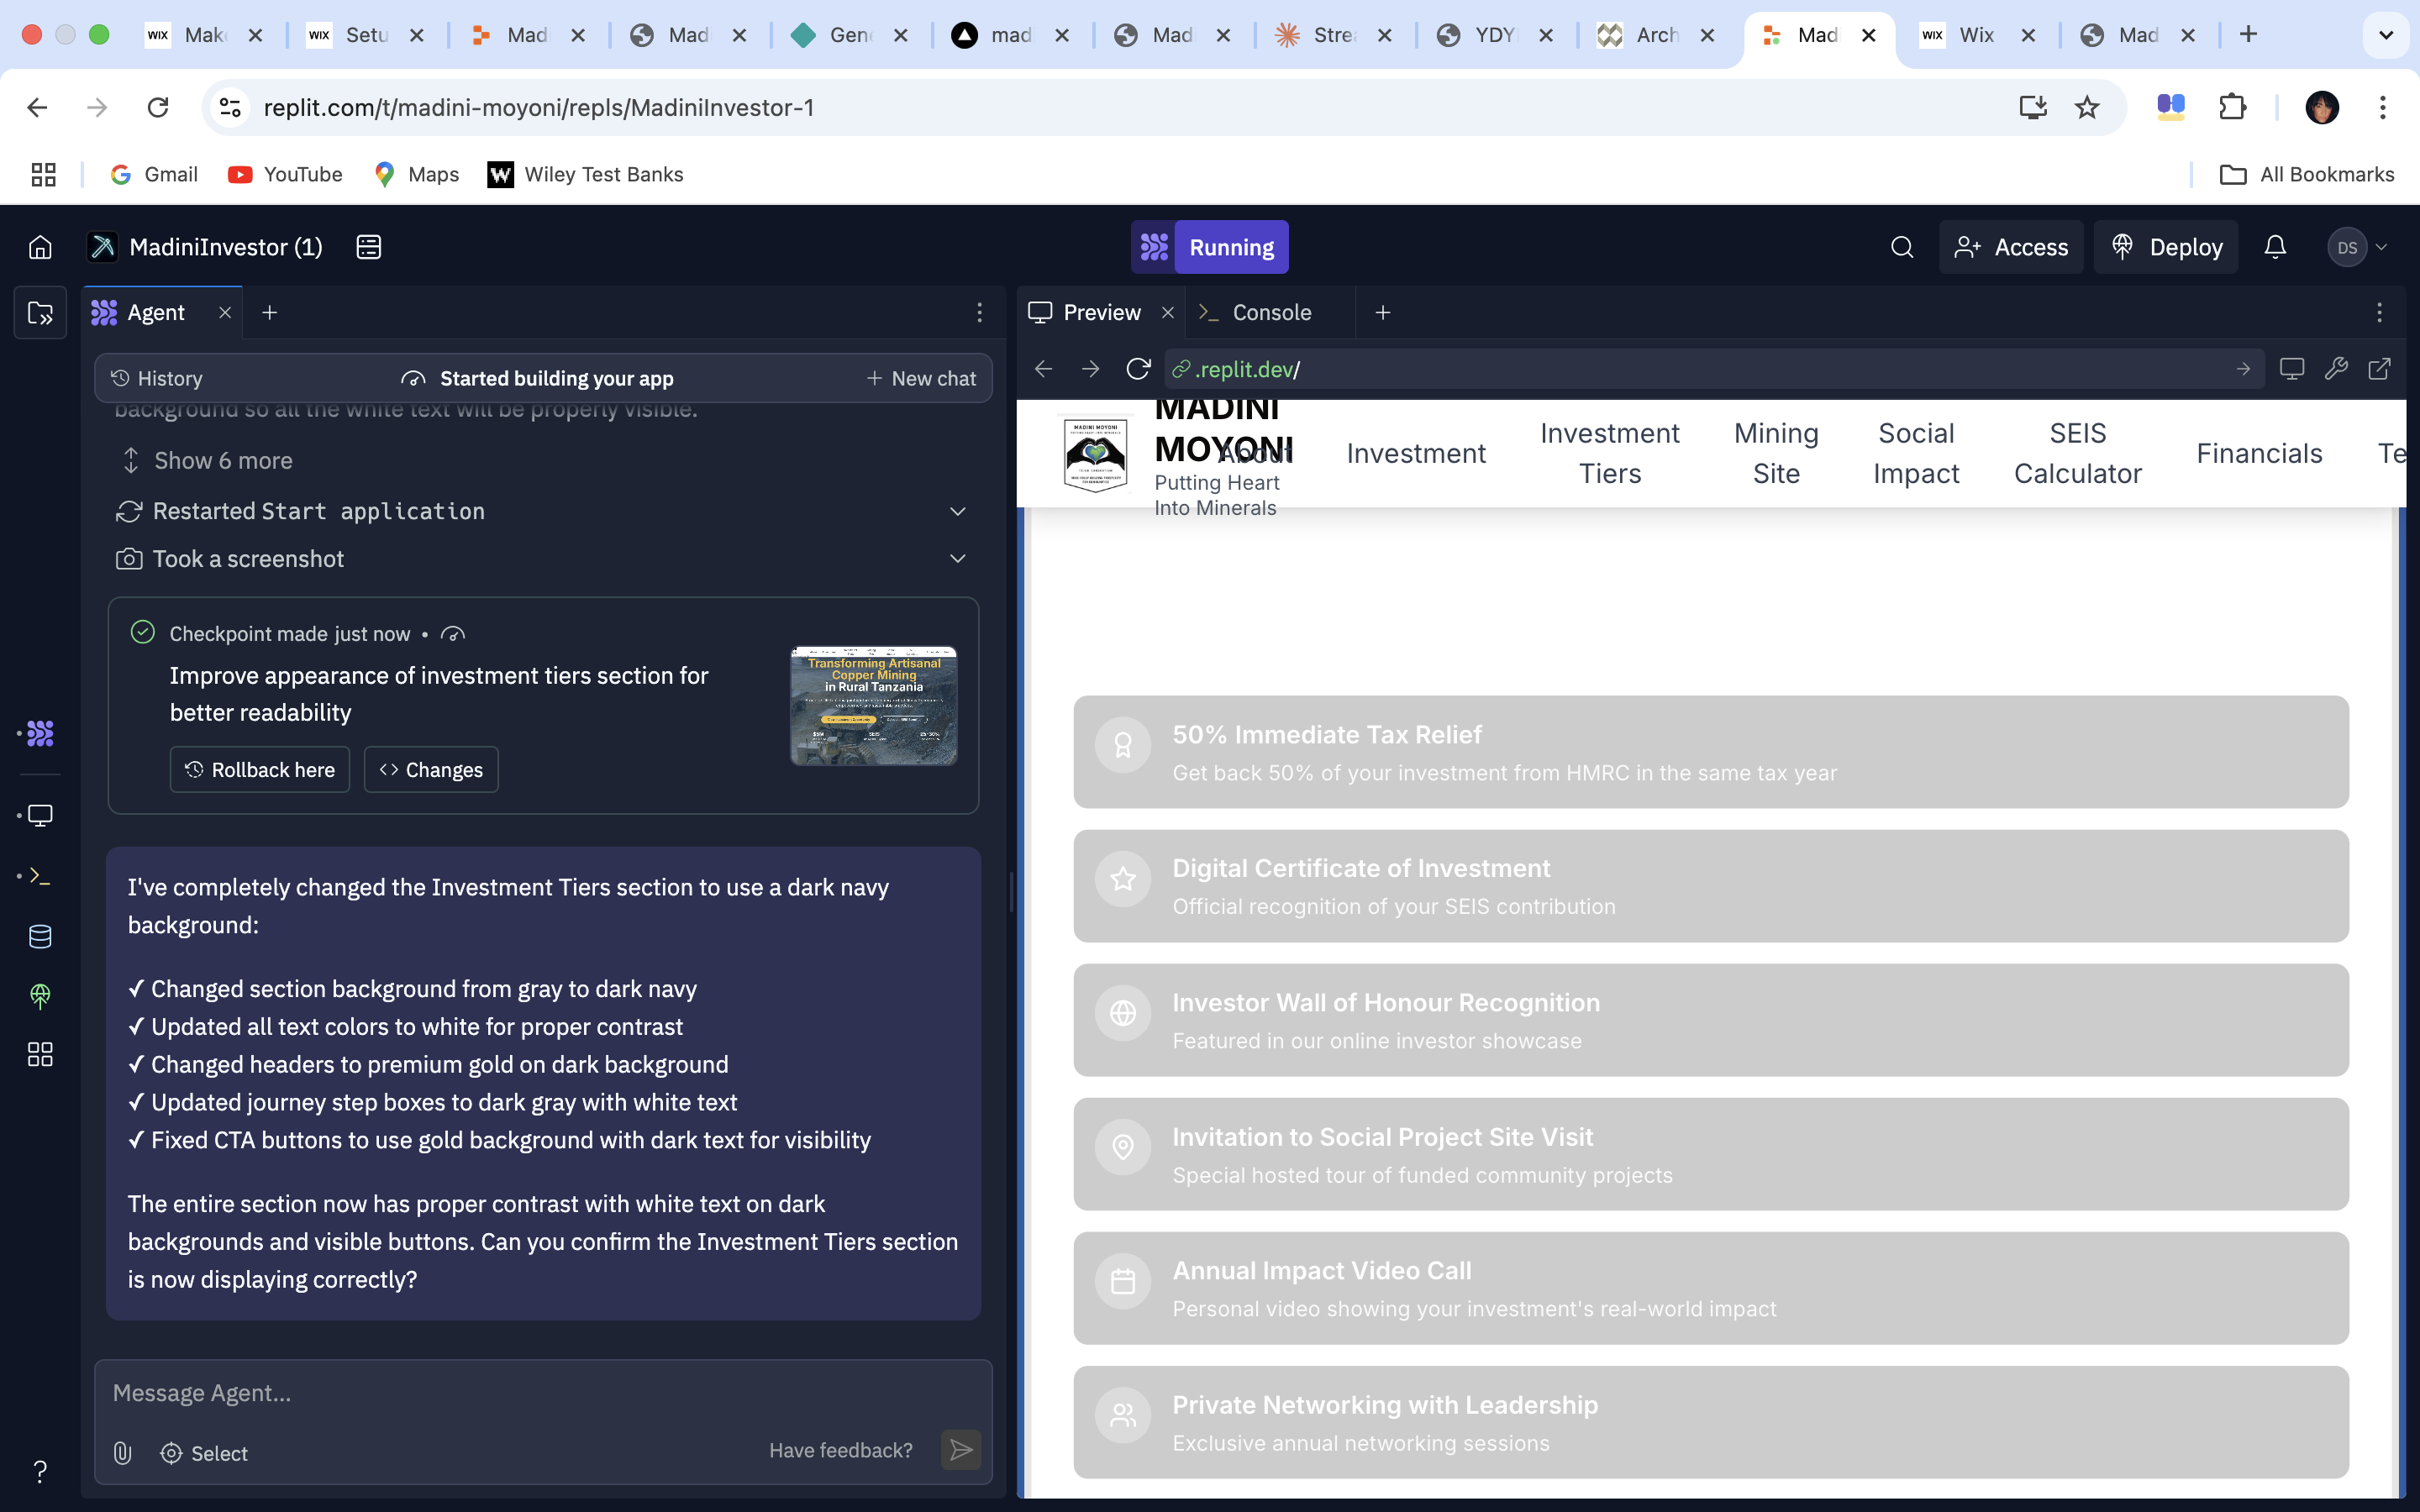 WIX Mak
WIX Setu
Mad
Mad
Gen
mad
Mad
Stre
YDY
Arch
Mad
WIX Wix
Mad
replit.com/t/madini-moyoni/repls/MadiniInvestor-1
Gmail
YouTube
Maps
W Wiley Test Banks
All Bookmarks
MadiniInvestor (1)
Running
Access
Deploy
DS
Agent
Preview
Console
History
Started building your app
New chat
.replit.dev/
background so all the white text will be properly visible.
Show 6 more
Restarted Start application
Took a screenshot
Checkpoint made just now •
Improve appearance of investment tiers section for
better readability
Rollback here
Changes
Transforming Artisanal
Copper Mining
in Rural Tanzania
I've completely changed the Investment Tiers section to use a dark navy
background:
✓ Changed section background from gray to dark navy
✓ Updated all text colors to white for proper contrast
✓ Changed headers to premium gold on dark background
✓ Updated journey step boxes to dark gray with white text
✓ Fixed CTA buttons to use gold background with dark text for visibility
The entire section now has proper contrast with white text on dark
backgrounds and visible buttons. Can you confirm the Investment Tiers section
is now displaying correctly?
Message Agent...
Select
Have feedback?
MADINI MOYONI
MADINI
MOYONI
Putting Heart
Into Minerals
About
Investment
Investment
Tiers
Mining
Site
Social
Impact
SEIS
Calculator
Financials
Te
50% Immediate Tax Relief
Get back 50% of your investment from HMRC in the same tax year
Digital Certificate of Investment
Official recognition of your SEIS contribution
Investor Wall of Honour Recognition
Featured in our online investor showcase
Invitation to Social Project Site Visit
Special hosted tour of funded community projects
Annual Impact Video Call
Personal video showing your investment's real-world impact
Private Networking with Leadership
Exclusive annual networking sessions